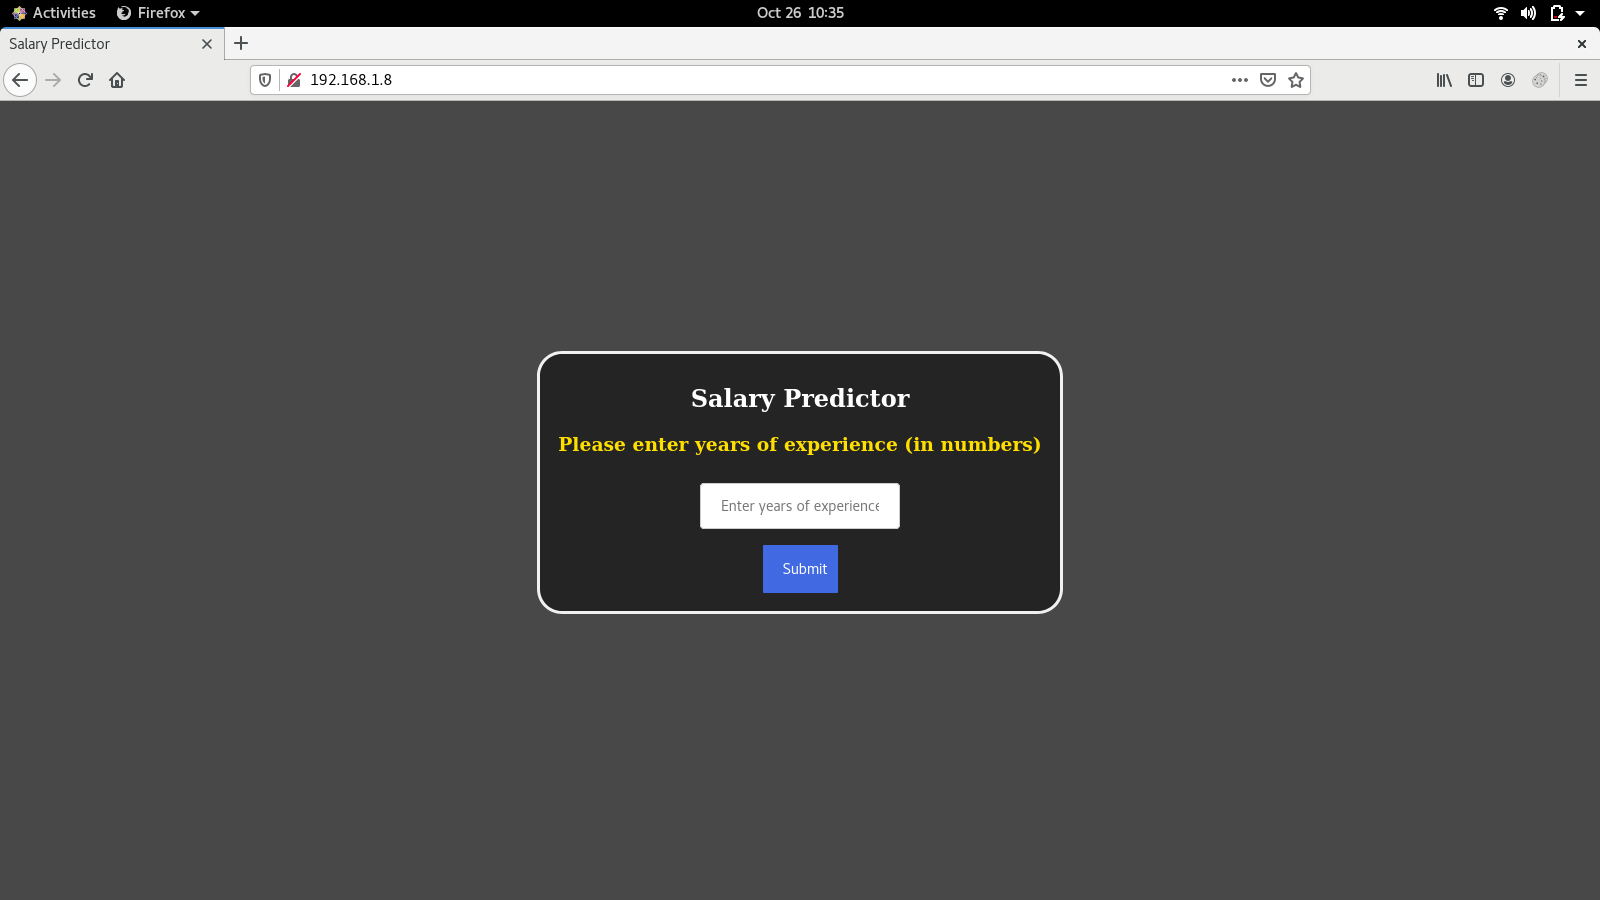 Activities Firefox Oct 26 10:35
Salary Predictor
192.168.1.8
Salary Predictor
Please enter years of experience (in numbers)
Enter years of experience
Submit